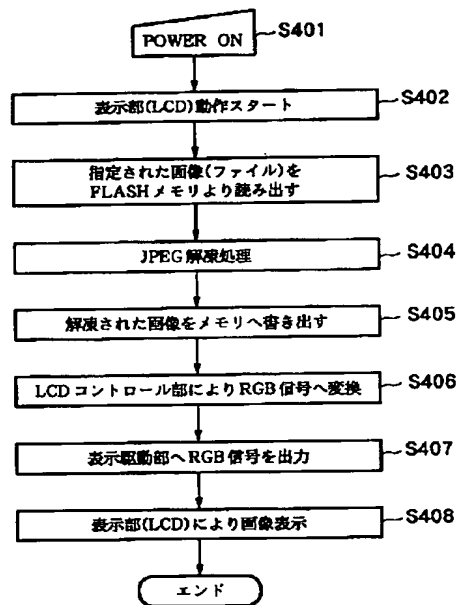 POWER ON
S401
表示部(LCD)動作スタート
S402
指定された画像(ファイル)を
FLASHメモリより読み出す
S403
JPEG解凍処理
S404
解凍された画像をメモリへ書き出す
S405
LCDコントロール部によりRGB信号へ変換
S406
表示駆動部へRGB信号を出力
S407
表示部(LCD)により画像表示
S408
エンド